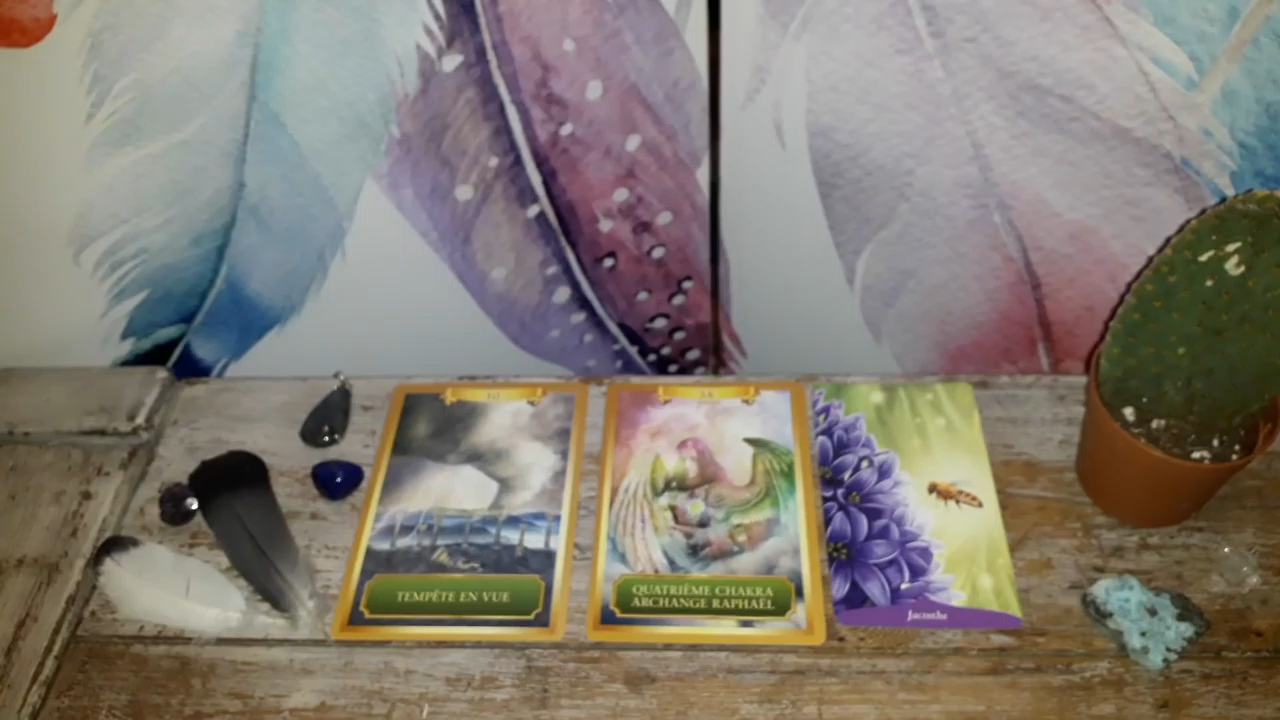 TEMPÊTE EN VUE
QUATRIÈME CHAKRA
ARCHANGE RAPHAËL
Jacinthe